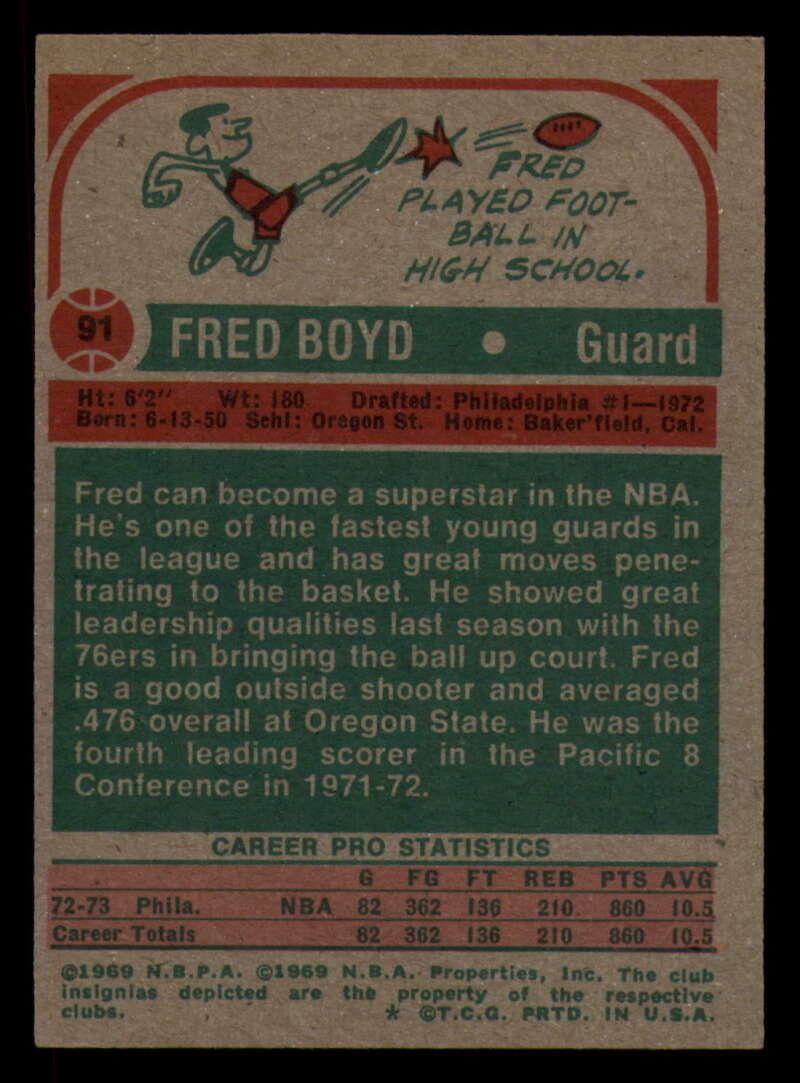 FRED
PLAYED FOOT-
BALL IN
HIGH SCHOOL.
91 FRED BOYD • Guard
Ht: 6'2" Wt: 180 Drafted: Philadelphia #1—1972
Born: 6-13-50 Schl: Oregon St. Home: Baker'field, Cal.
Fred can become a superstar in the NBA.
He's one of the fastest young guards in
the league and has great moves pene-
trating to the basket. He showed great
leadership qualities last season with the
76ers in bringing the ball up court. Fred
is a good outside shooter and averaged
.476 overall at Oregon State. He was the
fourth leading scorer in the Pacific 8
Conference in 1971-72.
CAREER PRO STATISTICS
G FG FT REB PTS AVG
72-73 Phila. NBA 82 362 136 210 860 10.5
Career Totals 82 362 136 210 860 10.5
©1969 N.B.P.A. ©1969 N.B.A. Properties, Inc. The club
insignias depicted are the property of the respective
clubs. * ©T.C.G. PRTD. IN U.S.A.